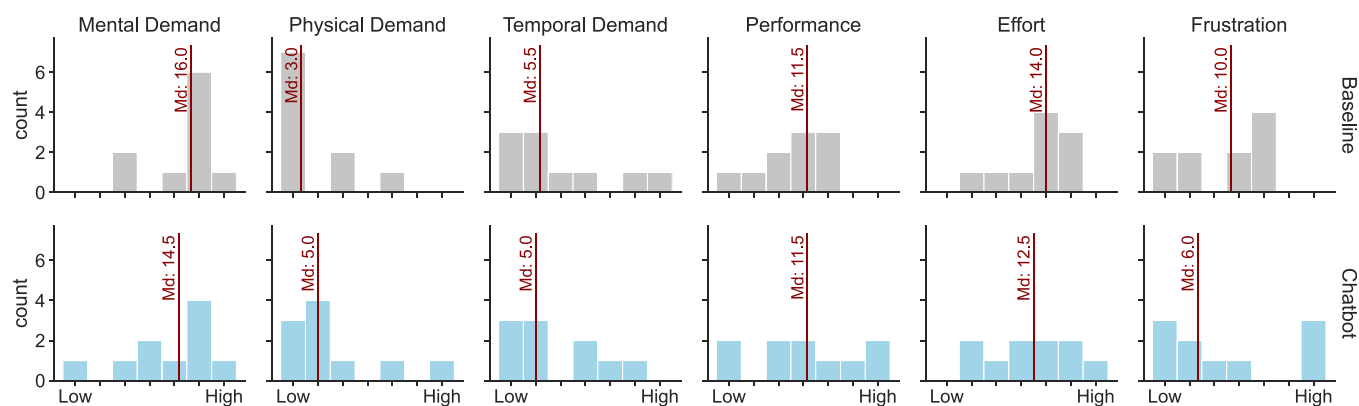 Mental Demand
Physical Demand
Temporal Demand
Performance
Effort
Frustration
6
4
2
0
count
Md: 16.0
Md: 3.0
Md: 5.5
Md: 11.5
Md: 14.0
Md: 10.0
Baseline
6
4
2
0
count
Md: 14.5
Md: 5.0
Md: 5.0
Md: 11.5
Md: 12.5
Md: 6.0
Chatbot
Low High
Low High
Low High
Low High
Low High
Low High